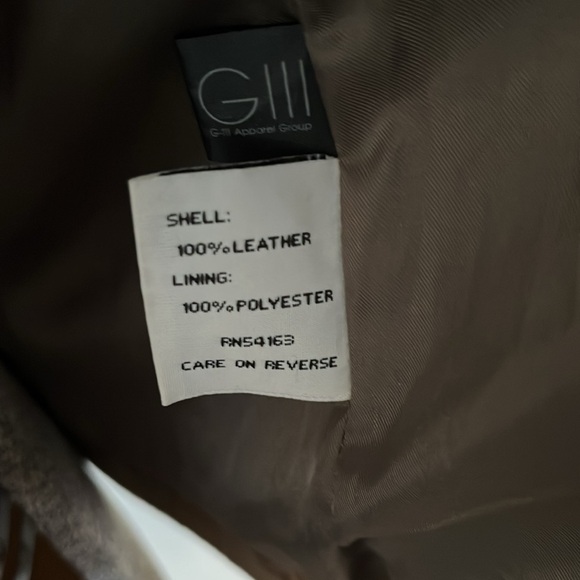 GIII
G-III Apparel Group
SHELL:
100%LEATHER
LINING:
100%POLYESTER
RN54163
CARE ON REVERSE